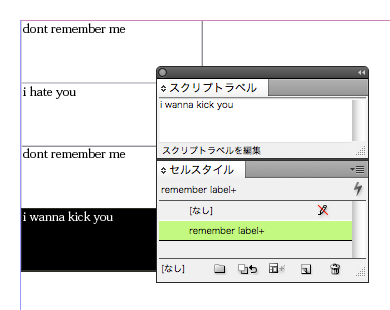 dont remember me
i hate you
dont remember me
i wanna kick you
スクリプトラベル
i wanna kick you
スクリプトラベルを編集
セルスタイル
remember label+
[なし]
remember label+
[なし]